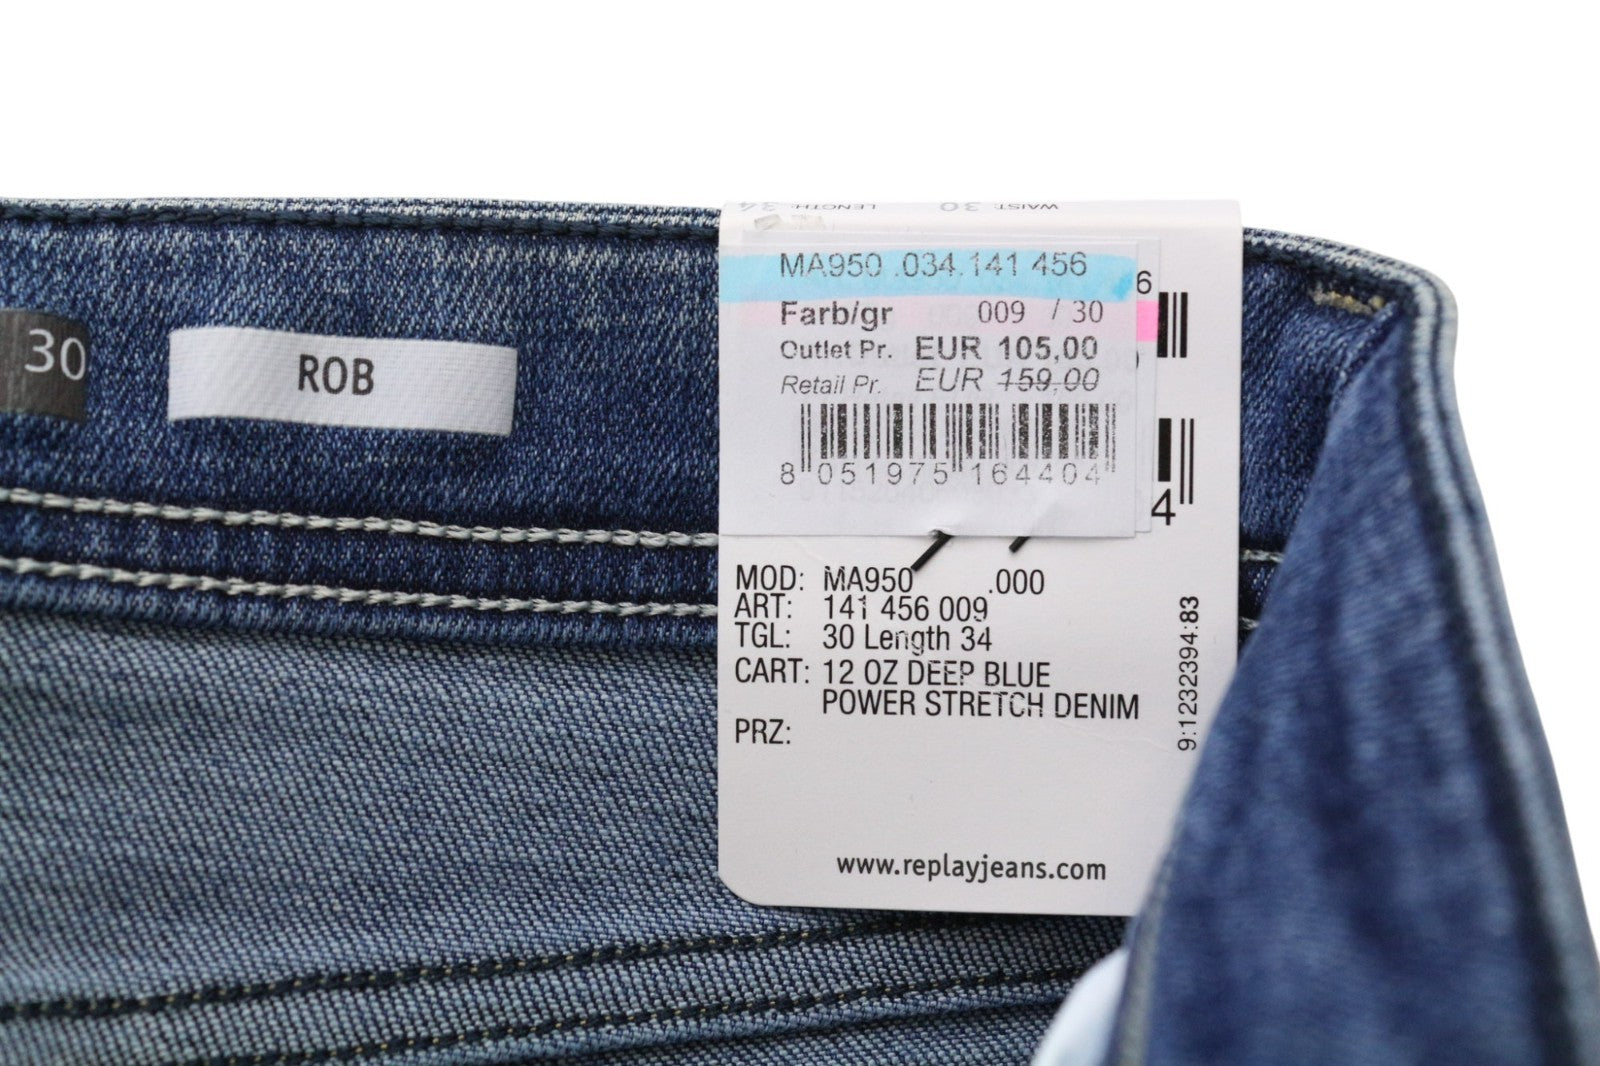 LENGTH: 34 WAIST: 30
30
ROB
MA950 .034.141 456
6
Farb/gr 009 / 30
Outlet Pr. EUR 105,00
Retail Pr. EUR 159,00
8 051975 164404
4
MOD: MA950 .000
ART: 141 456 009
TGL: 30 Length 34
CART: 12 OZ DEEP BLUE
POWER STRETCH DENIM
PRZ:
9:1232394:83
www.replayjeans.com